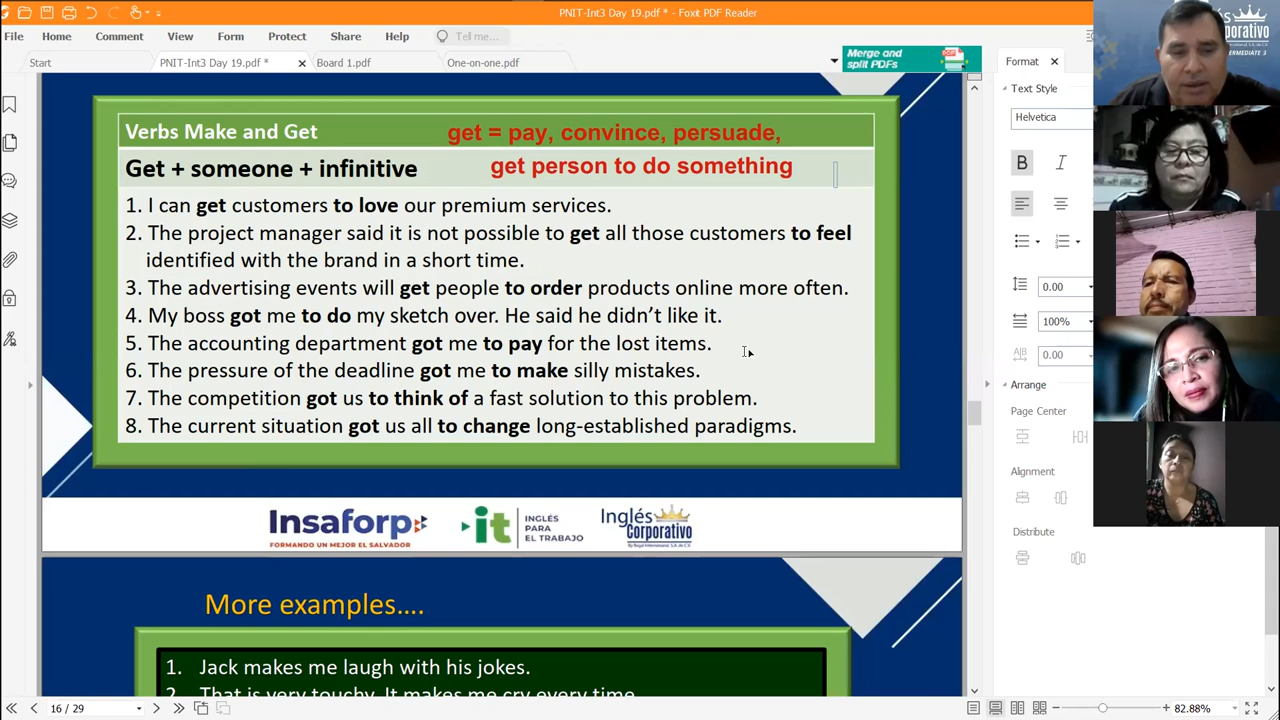 PNIT-Int3 Day 19.pdf * - Foxit PDF Reader
File Home Comment View Form Protect Share Help Tell me...
Start PNIT-Int3 Day 19.pdf * Board 1.pdf One-on-one.pdf
Merge and
split PDFs
Verbs Make and Get
get = pay, convince, persuade,
Get + someone + infinitive
get person to do something
1. I can get customers to love our premium services.
2. The project manager said it is not possible to get all those customers to feel
identified with the brand in a short time.
3. The advertising events will get people to order products online more often.
4. My boss got me to do my sketch over. He said he didn't like it.
5. The accounting department got me to pay for the lost items.
6. The pressure of the deadline got me to make silly mistakes.
7. The competition got us to think of a fast solution to this problem.
8. The current situation got us all to change long-established paradigms.
Insaforp
FORMANDO UN MEJOR EL SALVADOR
it
INGLÉS
PARA
EL TRABAJO
Inglés
Corporativo
More examples....
1. Jack makes me laugh with his jokes.
2. That is very touchy. It makes me cry every time.
16 / 29
82.88%
Format
Text Style
Helvetica
B I
0.00
100%
0.00
Arrange
Page Center
Alignment
Distribute